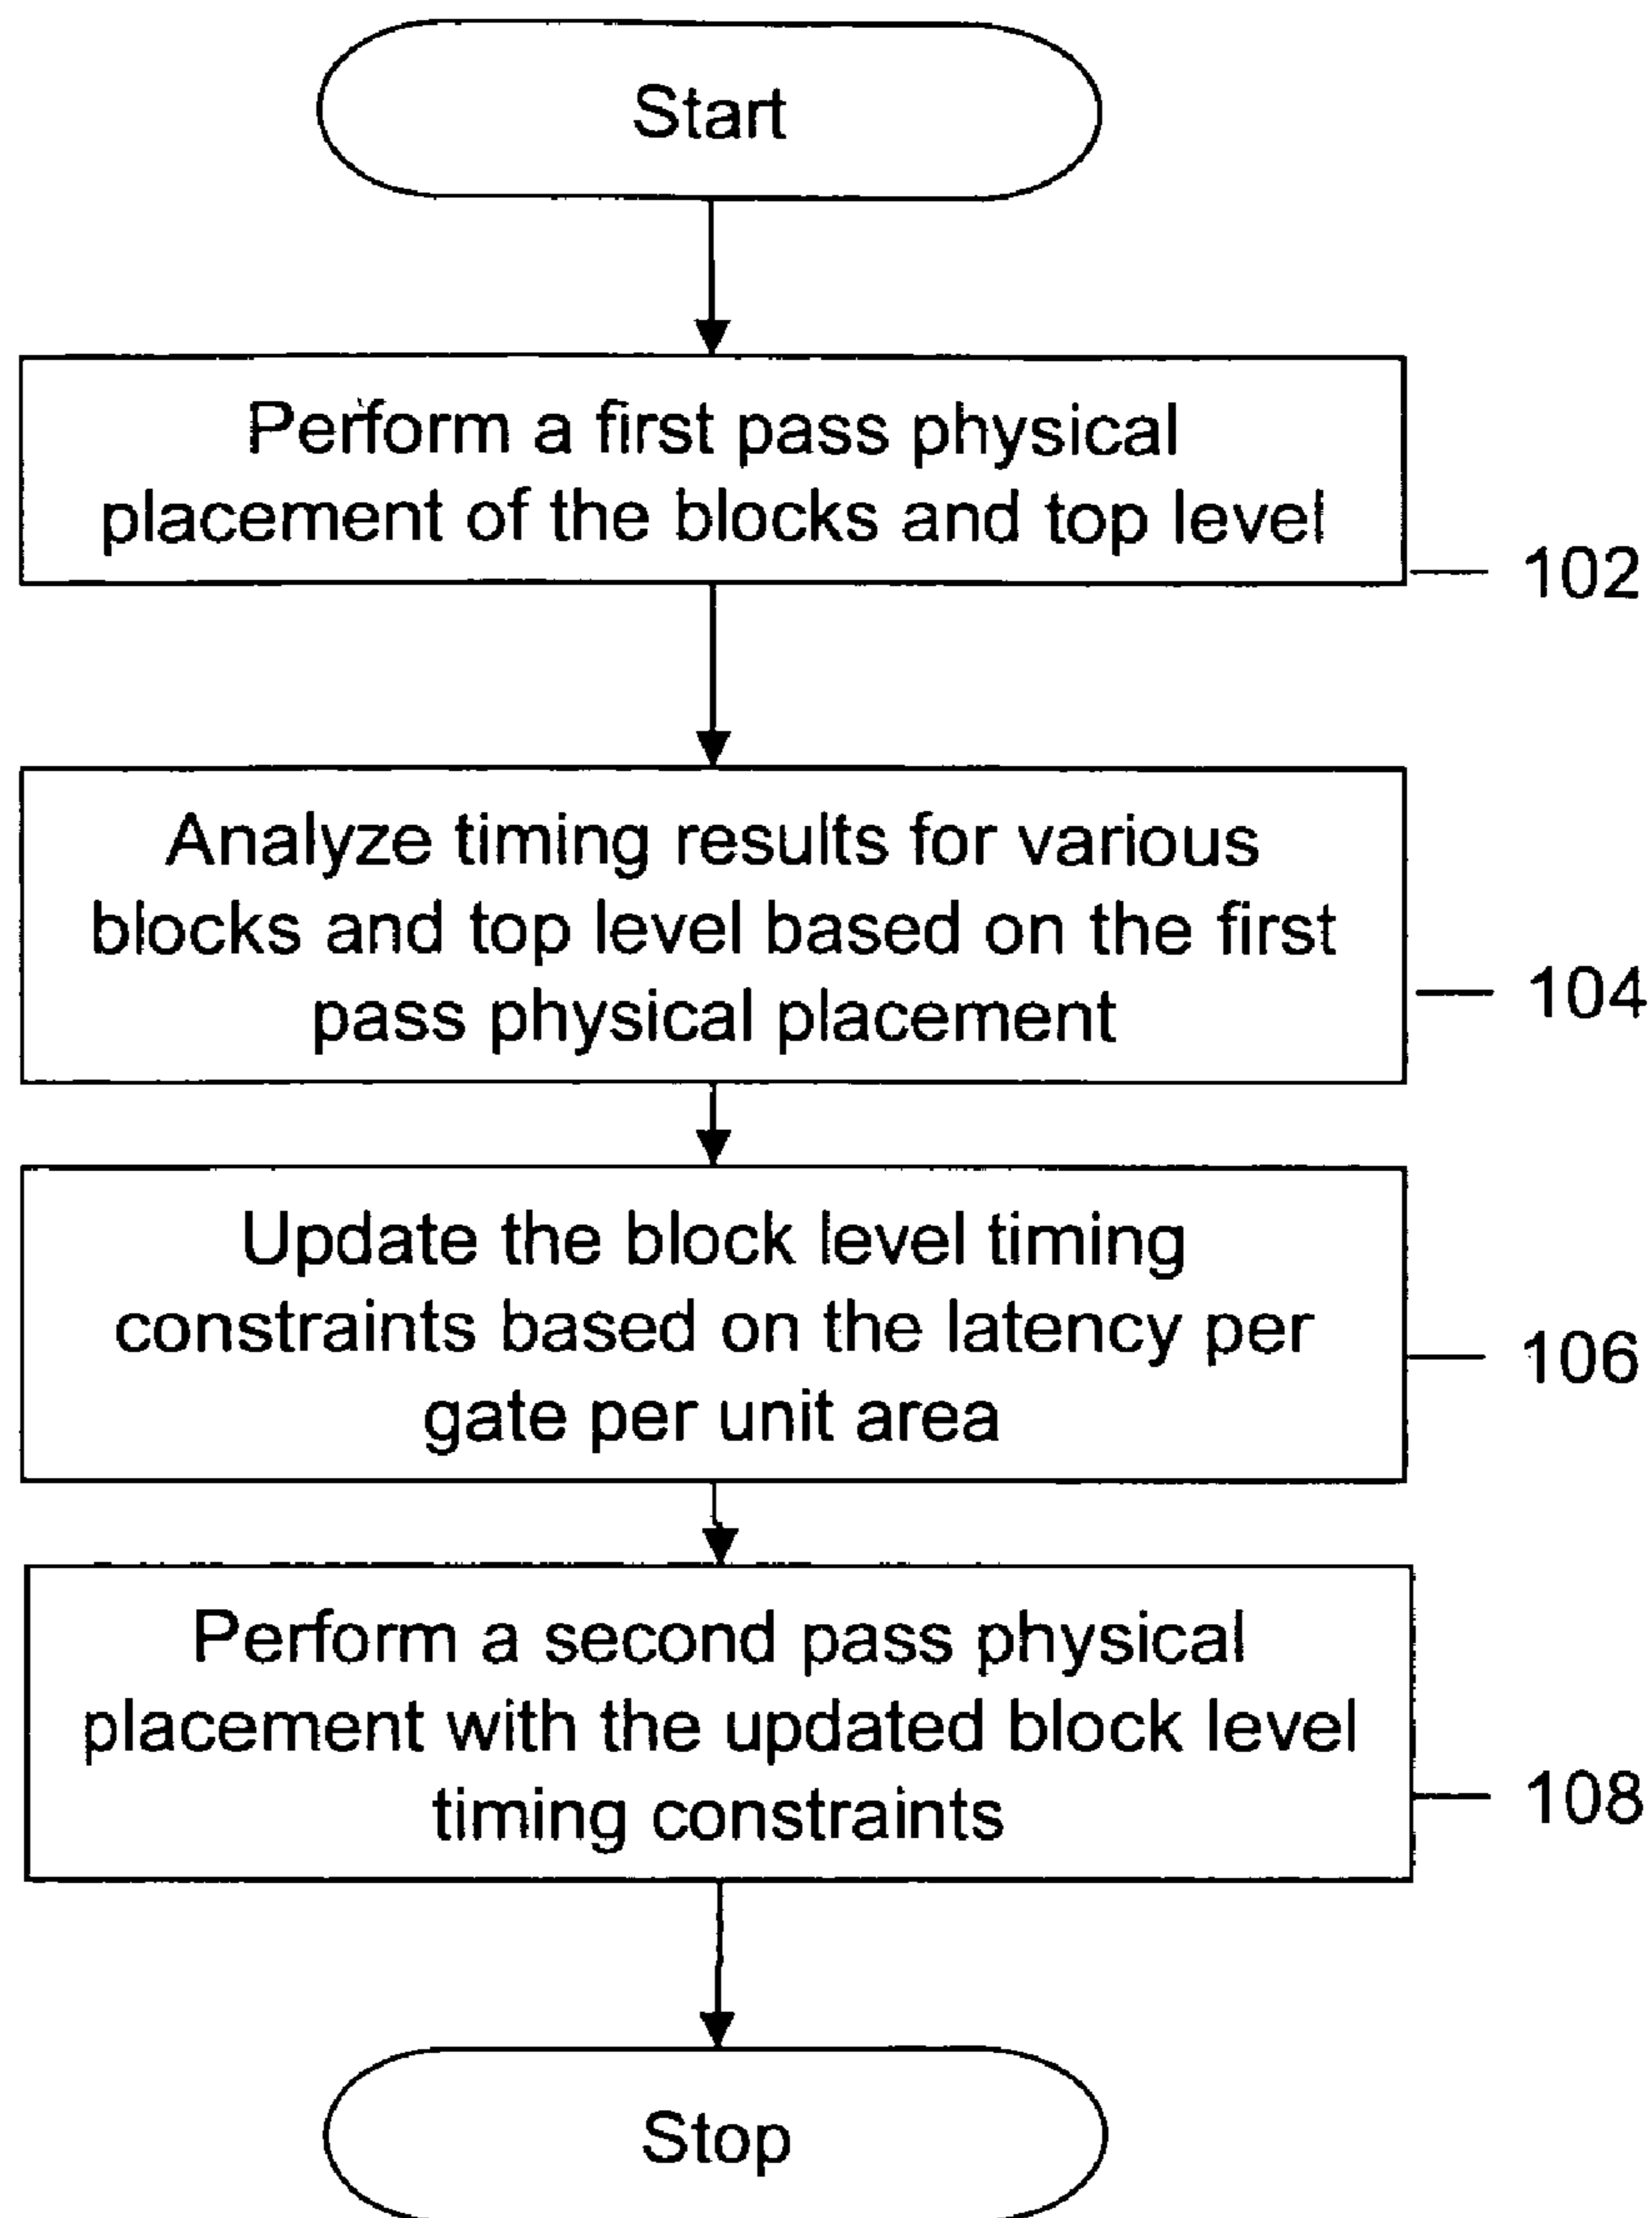 Start
Perform a first pass physical
placement of the blocks and top level
102
Analyze timing results for various
blocks and top level based on the first
pass physical placement
104
Update the block level timing
constraints based on the latency per
gate per unit area
106
Perform a second pass physical
placement with the updated block level
timing constraints
108
Stop